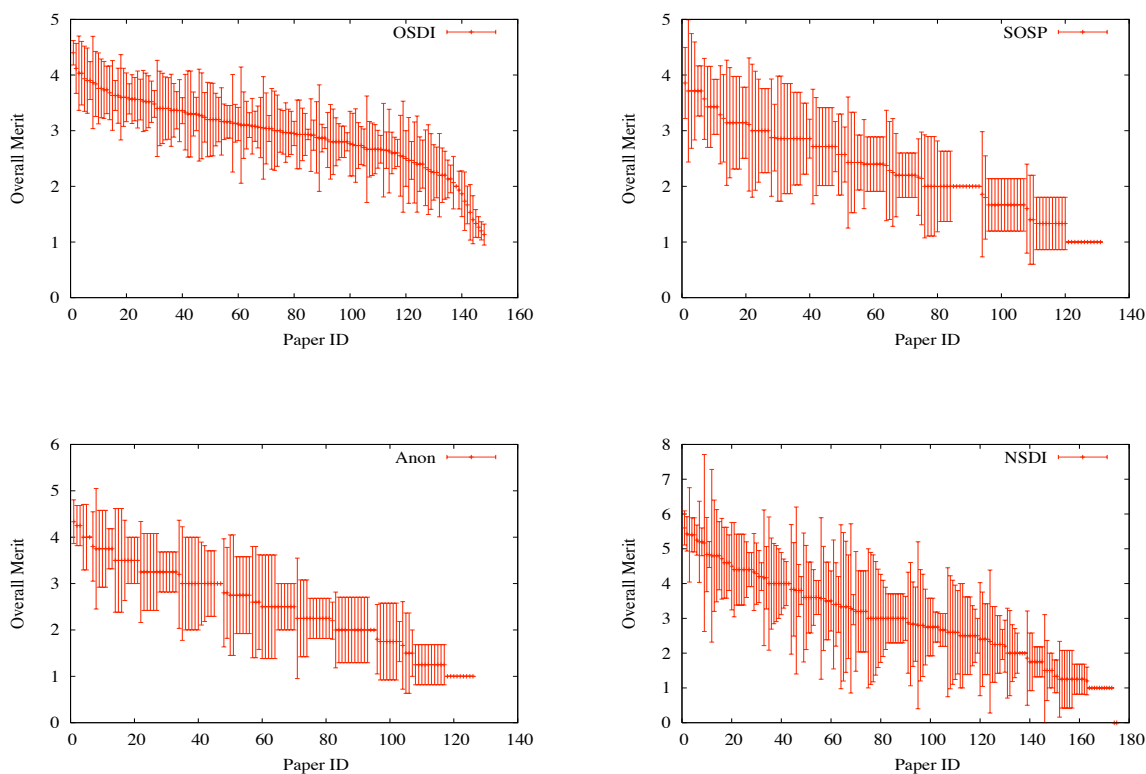 OSDI
5
4
3
2
1
0
Overall Merit
0 20 40 60 80 100 120 140 160
Paper ID
SOSP
5
4
3
2
1
0
Overall Merit
0 20 40 60 80 100 120 140
Paper ID
Anon
6
5
4
3
2
1
0
Overall Merit
0 20 40 60 80 100 120 140
Paper ID
NSDI
8
7
6
5
4
3
2
1
0
Overall Merit
0 20 40 60 80 100 120 140 160 180
Paper ID